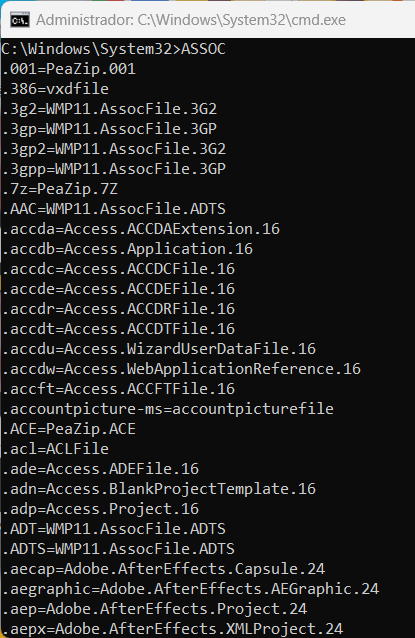 Administrador: C:\Windows\System32\cmd.exe
C:\Windows\System32>ASSOC
.001=PeaZip.001
.386=vxdfile
.3g2=WMP11.AssocFile.3G2
.3gp=WMP11.AssocFile.3GP
.3gp2=WMP11.AssocFile.3G2
.3gpp=WMP11.AssocFile.3GP
.7z=PeaZip.7Z
.AAC=WMP11.AssocFile.ADTS
.accda=Access.ACCDAExtension.16
.accdb=Access.Application.16
.accdc=Access.ACCDCFile.16
.accde=Access.ACCDEFile.16
.accdr=Access.ACCDRFile.16
.accdt=Access.ACCDTFile.16
.accdu=Access.WizardUserDataFile.16
.accdw=Access.WebApplicationReference.16
.accft=Access.ACCFTFile.16
.accountpicture-ms=accountpicturefile
.ACE=PeaZip.ACE
.acl=ACLFile
.ade=Access.ADEFile.16
.adn=Access.BlankProjectTemplate.16
.adp=Access.Project.16
.ADT=WMP11.AssocFile.ADTS
.ADTS=WMP11.AssocFile.ADTS
.aecap=Adobe.AfterEffects.Capsule.24
.aegraphic=Adobe.AfterEffects.AEGraphic.24
.aep=Adobe.AfterEffects.Project.24
.aepx=Adobe.AfterEffects.XMLProject.24